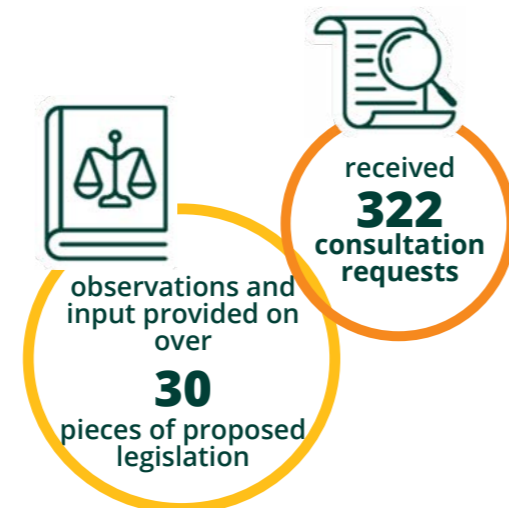 received
322
consultation
requests
observations and
input provided on
over
30
pieces of proposed
legislation